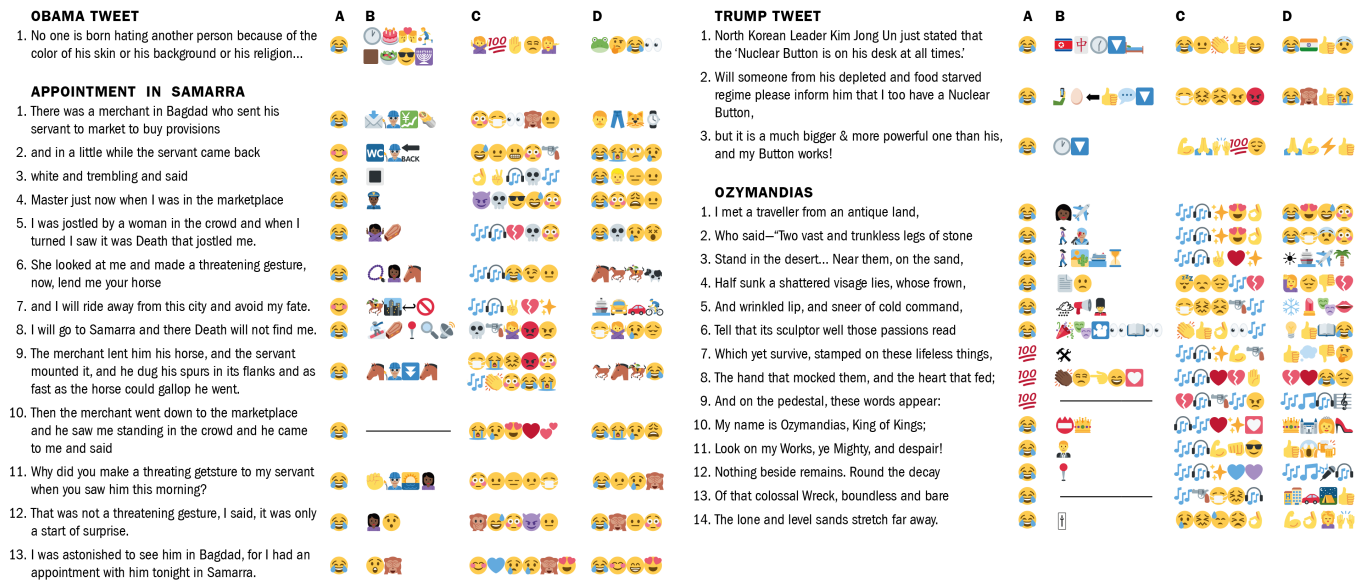 OBAMA TWEET A B C D
1. No one is born hating another person because of the
color of his skin or his background or his religion...
APPOINTMENT IN SAMARRA
1. There was a merchant in Bagdad who sent his
servant to market to buy provisions
2. and in a little while the servant came back
3. white and trembling and said
4. Master just now when I was in the marketplace
5. I was jostled by a woman in the crowd and when I
turned I saw it was Death that jostled me.
6. She looked at me and made a threatening gesture,
now, lend me your horse
7. and I will ride away from this city and avoid my fate.
8. I will go to Samarra and there Death will not find me.
9. The merchant lent him his horse, and the servant
mounted it, and he dug his spurs in its flanks and as
fast as the horse could gallop he went.
10. Then the merchant went down to the marketplace
and he saw me standing in the crowd and he came
to me and said
11. Why did you make a threating getsture to my servant
when you saw him this morning?
12. That was not a threatening gesture, I said, it was only
a start of surprise.
13. I was astonished to see him in Bagdad, for I had an
appointment with him tonight in Samarra.
TRUMP TWEET A B C D
1. North Korean Leader Kim Jong Un just stated that
the ‘Nuclear Button is on his desk at all times.’
2. Will someone from his depleted and food starved
regime please inform him that I too have a Nuclear
Button,
3. but it is a much bigger & more powerful one than his,
and my Button works!
OZYMANDIAS
1. I met a traveller from an antique land,
2. Who said—“Two vast and trunkless legs of stone
3. Stand in the desert... Near them, on the sand,
4. Half sunk a shattered visage lies, whose frown,
5. And wrinkled lip, and sneer of cold command,
6. Tell that its sculptor well those passions read
7. Which yet survive, stamped on these lifeless things,
8. The hand that mocked them, and the heart that fed;
9. And on the pedestal, these words appear:
10. My name is Ozymandias, King of Kings;
11. Look on my Works, ye Mighty, and despair!
12. Nothing beside remains. Round the decay
13. Of that colossal Wreck, boundless and bare
14. The lone and level sands stretch far away.